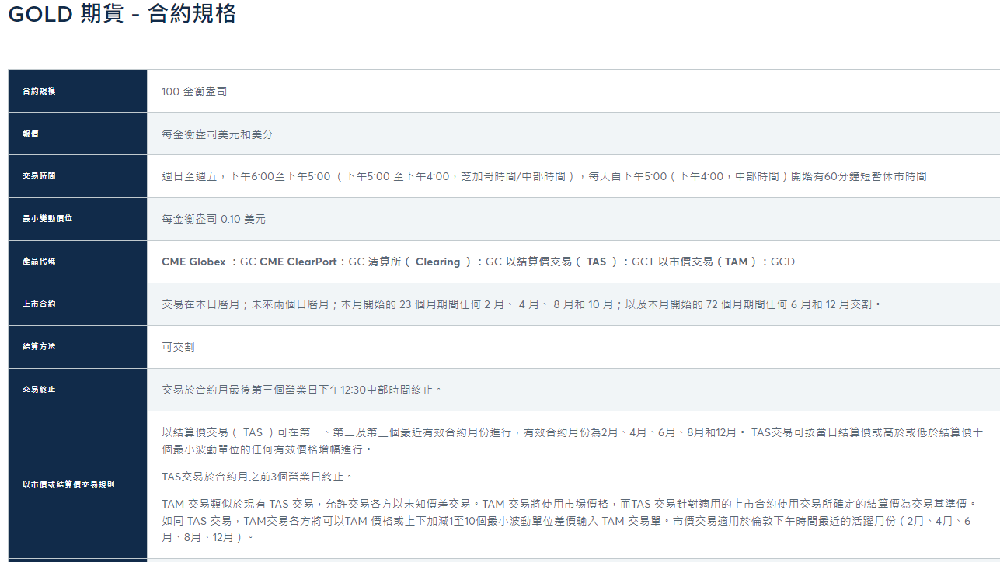 GOLD 期貨 - 合約規格
合約規模
100 金衡盎司
報價
每金衡盎司美元和美分
交易時間
週日至週五，下午6:00至下午5:00 （下午5:00 至下午4:00，芝加哥時間/中部時間），每天自下午5:00（下午4:00，中部時間）開始有60分鐘短暫休市時間
最小變動價位
每金衡盎司 0.10 美元
產品代碼
CME Globex ：GC CME ClearPort：GC 清算所（ Clearing ）：GC 以結算價交易（ TAS ）：GCT 以市價交易（TAM）：GCD
上市合約
交易在本日曆月；未來兩個日曆月；本月開始的 23 個月期間任何 2 月、 4 月、 8 月和 10 月；以及本月開始的 72 個月期間任何 6 月和 12 月交割。
結算方法
可交割
交易終止
交易於合約月最後第三個營業日下午12:30中部時間終止。
以市價或結算價交易規則
以結算價交易（ TAS ）可在第一、第二及第三個最近有效合約月份進行，有效合約月份為2月、4月、6月、8月和12月。 TAS交易可按當日結算價或高於或低於結算價十
個最小波動單位的任何有效價格增幅進行。
TAS交易於合約月之前3個營業日終止。
TAM 交易類似於現有 TAS 交易，允許交易各方以未知價差交易。TAM 交易將使用市場價格，而TAS 交易針對適用的上市合約使用交易所確定的結算價為交易基準價。
如同 TAS 交易，TAM交易各方將可以TAM 價格或上下加減1至10個最小波動單位差價輸入 TAM 交易單。市價交易適用於倫敦下午時間最近的活躍月份（2月、4月、6
月、8月、12月）。